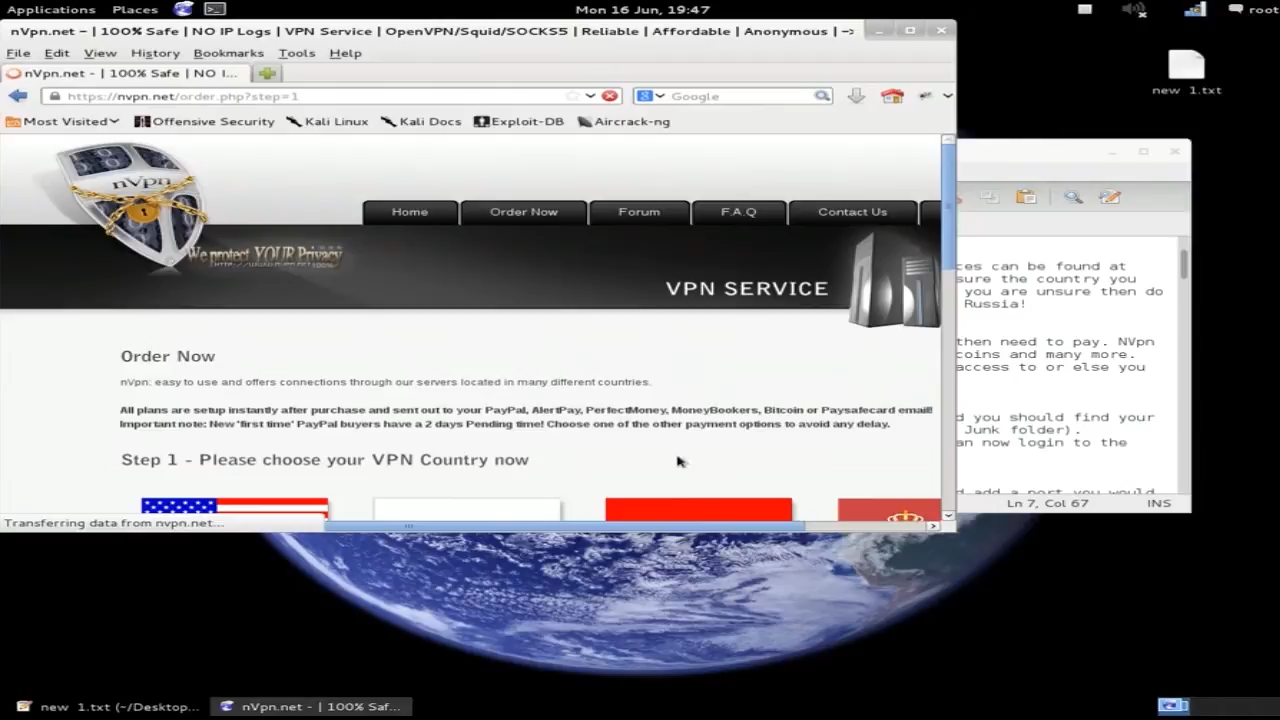 Applications Places Mon 16 Jun, 19:47 root
nVpn.net - | 100% Safe | NO IP Logs | VPN Service | OpenVPN/Squid/SOCKS5 | Reliable | Affordable | Anonymous | ->
File Edit View History Bookmarks Tools Help
nVpn.net - | 100% Safe | NO I...
https://nvpn.net/order.php?step=1 Google
Most Visited Offensive Security Kali Linux Kali Docs Exploit-DB Aircrack-ng
new 1.txt
nVpn
Home Order Now Forum F.A.Q Contact Us
We protect YOUR Privacy
VPN SERVICE
Order Now
nVpn: easy to use and offers connections through our servers located in many different countries.
All plans are setup instantly after purchase and sent out to your PayPal, AlertPay, PerfectMoney, MoneyBookers, Bitcoin or Paysafecard email!
Important note: New 'first time' PayPal buyers have a 2 days Pending time! Choose one of the other payment options to avoid any delay.
Step 1 - Please choose your VPN Country now
Transferring data from nvpn.net...
ces can be found at
sure the country you
you are unsure then do
Russia!
then need to pay. NVpn
coins and many more.
access to or else you
d you should find your
Junk folder).
an now login to the
d add a port you would
Ln 7, Col 67 INS
new 1.txt (~/Desktop...
nVpn.net - | 100% Saf...